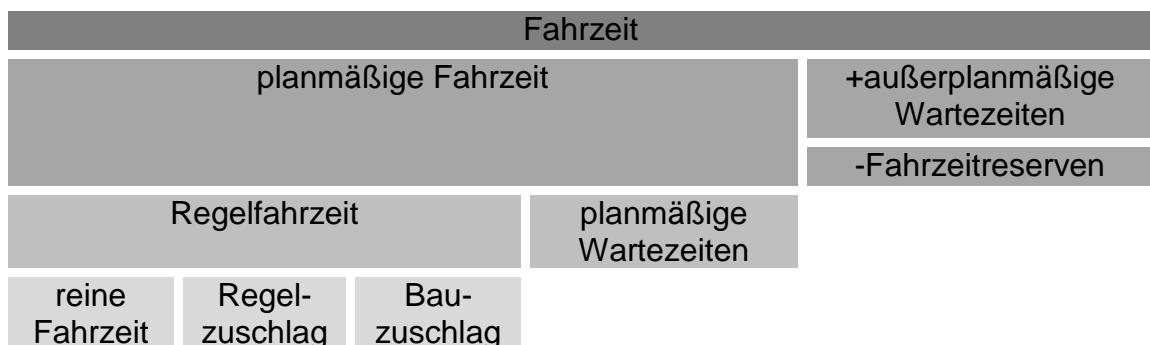 Fahrzeit
planmäßige Fahrzeit
+außerplanmäßige
Wartezeiten
-Fahrzeitreserven
Regelfahrzeit
planmäßige
Wartezeiten
reine
Fahrzeit
Regel-
zuschlag
Bau-
zuschlag